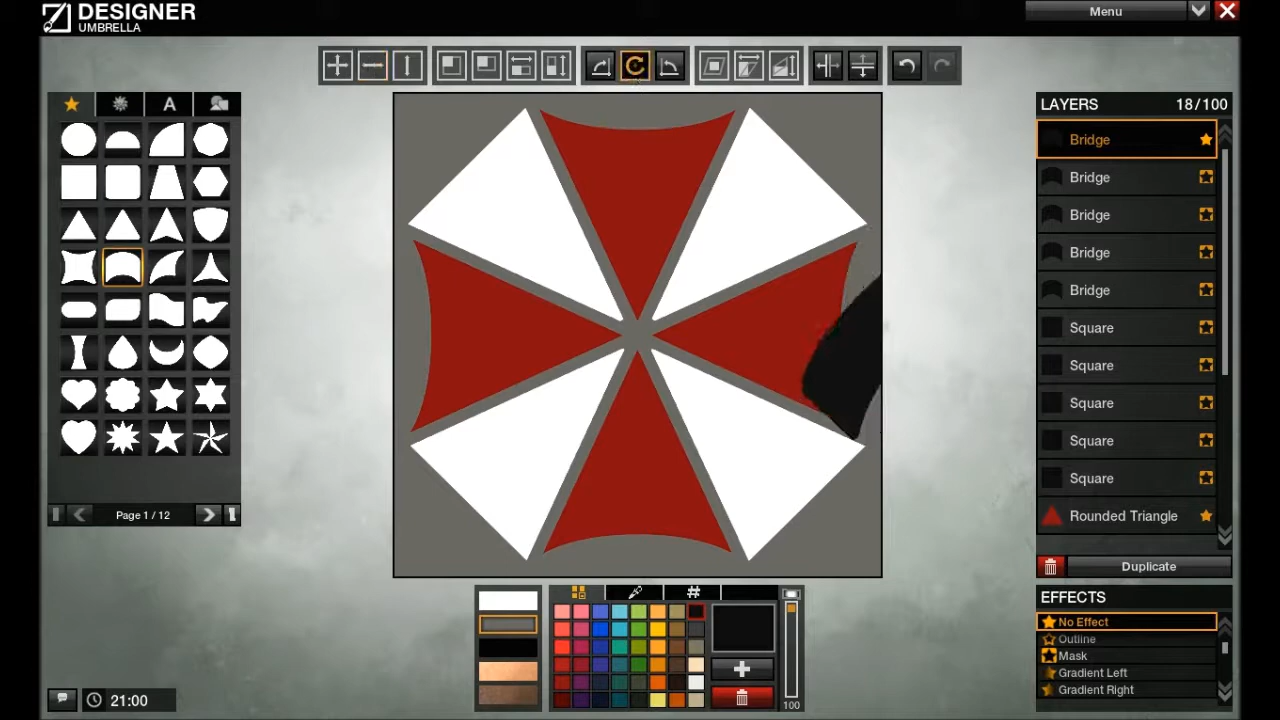 DESIGNER
UMBRELLA
Menu
A
LAYERS 18/100
Bridge
Bridge
Bridge
Bridge
Bridge
Square
Square
Square
Square
Square
Rounded Triangle
Duplicate
Page 1 / 12
#
100
EFFECTS
No Effect
Outline
Mask
Gradient Left
Gradient Right
21:00